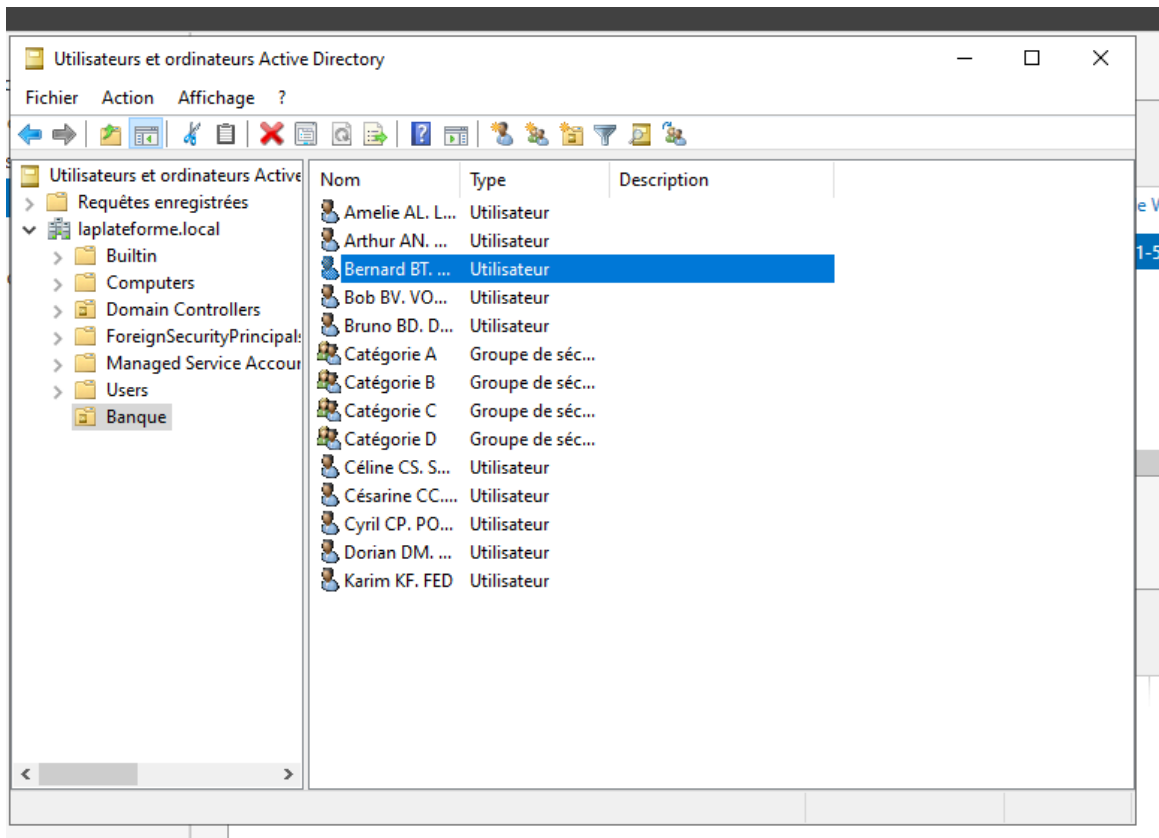 Utilisateurs et ordinateurs Active Directory
Fichier Action Affichage ?
Utilisateurs et ordinateurs Active
Requêtes enregistrées
laplateforme.local
Builtin
Computers
Domain Controllers
ForeignSecurityPrincipals
Managed Service Accour
Users
Banque
Nom Type Description
Amelie AL. L... Utilisateur
Arthur AN. ... Utilisateur
Bernard BT. ... Utilisateur
Bob BV. VO... Utilisateur
Bruno BD. D... Utilisateur
Catégorie A Groupe de séc...
Catégorie B Groupe de séc...
Catégorie C Groupe de séc...
Catégorie D Groupe de séc...
Céline CS. S... Utilisateur
Césarine CC.... Utilisateur
Cyril CP. PO... Utilisateur
Dorian DM. ... Utilisateur
Karim KF. FED Utilisateur
e V
1-5